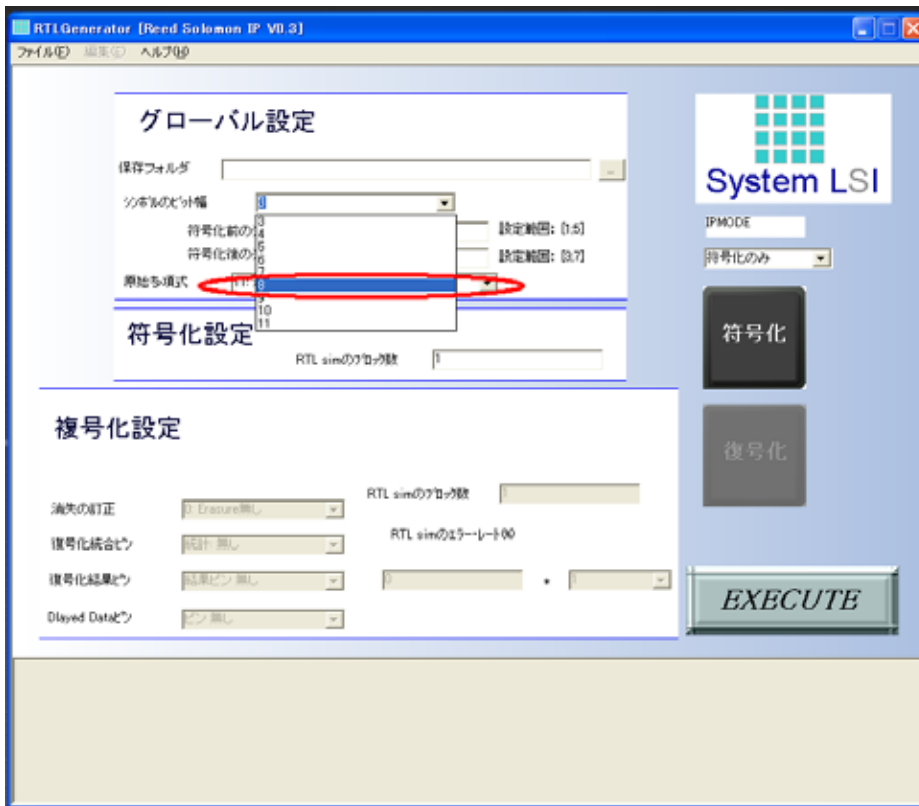 RTLGenerator [Reed Solomon IP V0.3]
ファイル(F) 編集(E) ヘルプ(H)
グローバル設定
保存フォルダ
...
シンボルのビット幅
3
4
5
6
7
8
9
10
11
符号化前の
設定範囲: [1:5]
符号化後の
設定範囲: [3,7]
原始多項式
符号化設定
RTL simのブロック数 1
System LSI
IPMODE
符号化のみ
符号化
復号化
EXECUTE
複号化設定
RTL simのブロック数 1
消失の訂正 0: Erasure無し
復号化統合ピン 統計 無し
RTL simのエラー・レート(%)
復号化結果ピン 結果ピン 無し
0 * 1
Dlayed Dataピン ピン 無し